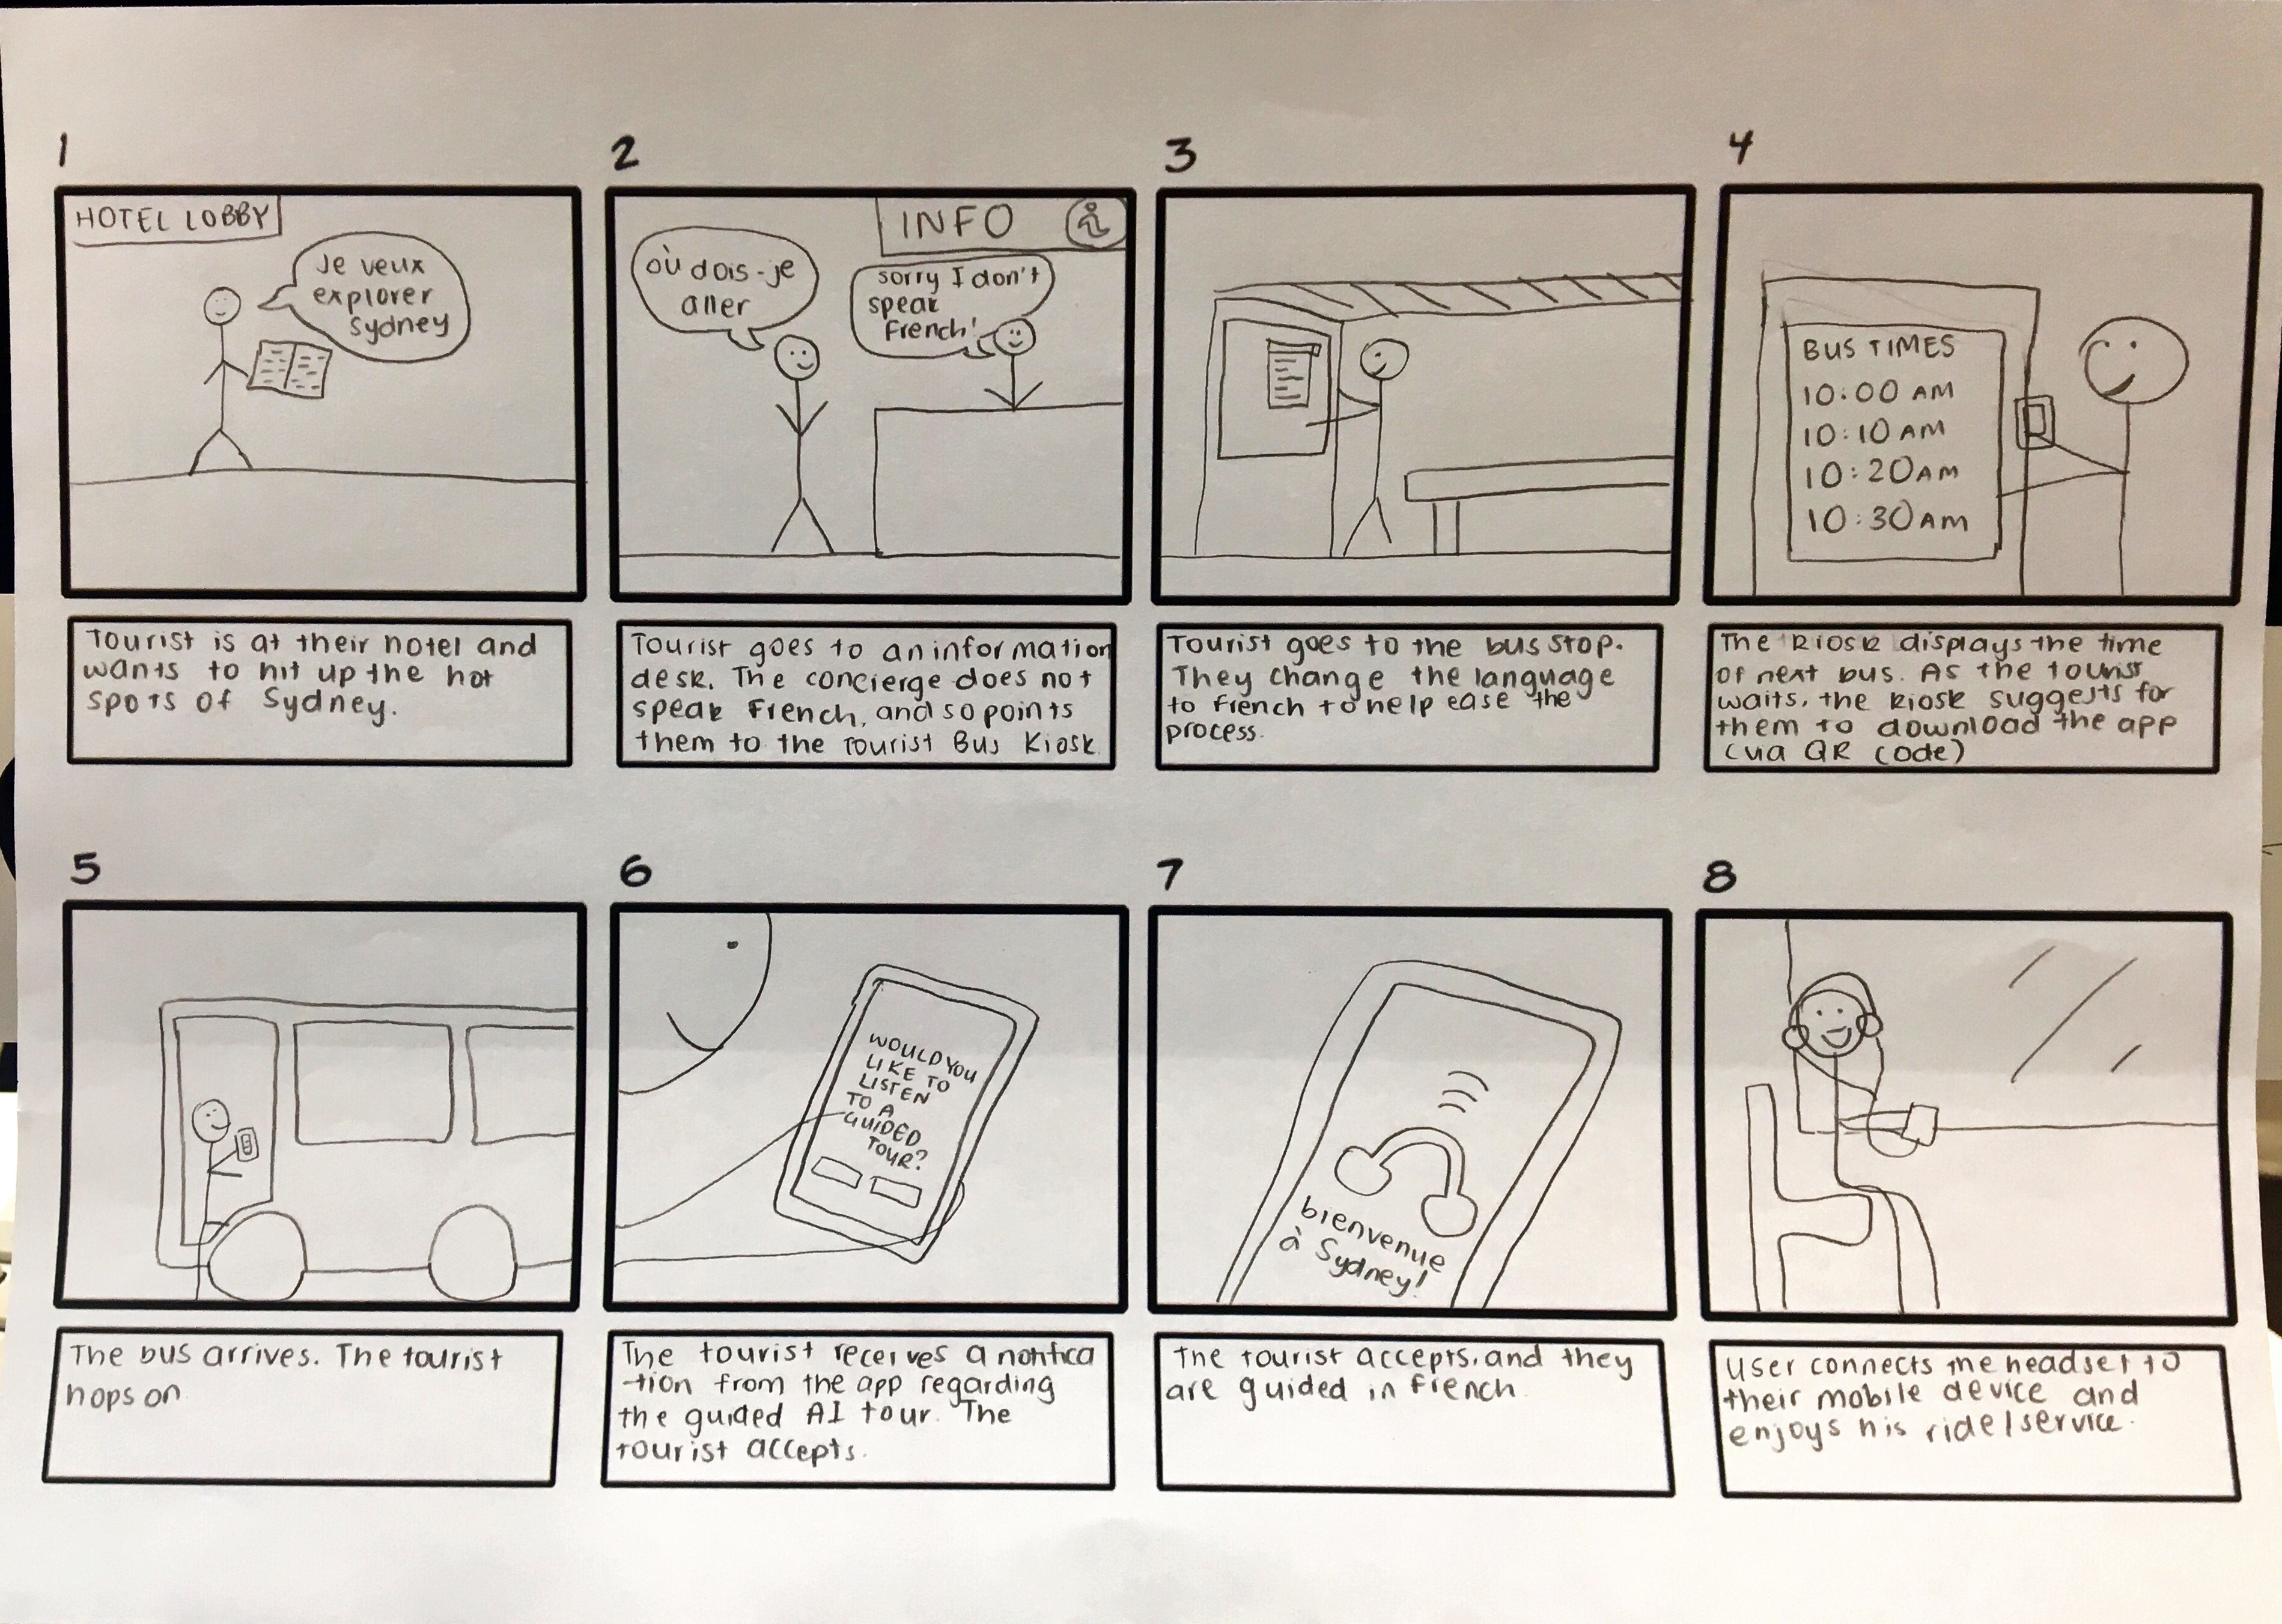 1
HOTEL LOBBY
Je veux
explorer
Sydney
Tourist is at their hotel and
wants to hit up the hot
spots of Sydney.
2
INFO i
où dois-je
aller
sorry I don't
speak
French!
Tourist goes to an information
desk. The concierge does not
speak French, and so points
them to the Tourist Bus Kiosk.
3
Tourist goes to the bus stop.
They change the language
to french to help ease the
process.
4
BUS TIMES
10:00 AM
10:10 AM
10:20 AM
10:30 AM
The Kiosk displays the time
of next bus. As the tourist
waits, the kiosk suggests for
them to download the app
(via QR code)
5
The bus arrives. The tourist
hops on
6
WOULD YOU
LIKE TO
LISTEN
TO A
GUIDED
TOUR?
The tourist receives a notifica
-tion from the app regarding
the guided AI tour. The
tourist accepts.
7
bienvenue
à Sydney!
The tourist accepts, and they
are guided in French
8
User connects the headset to
their mobile device and
enjoys his ride/service.